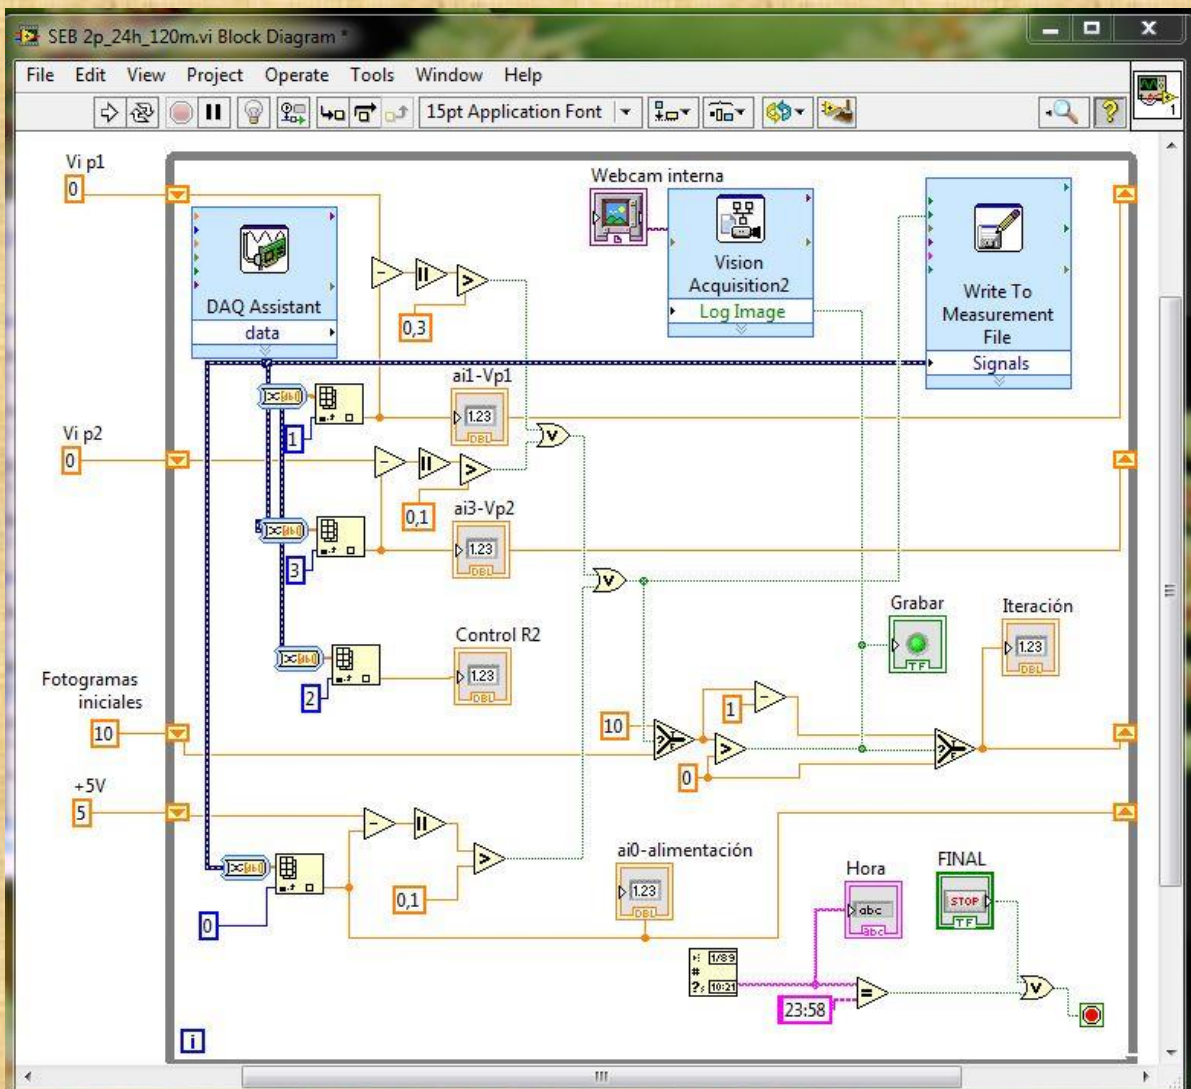 SEB 2p_24h_120m.vi Block Diagram *
File Edit View Project Operate Tools Window Help
15pt Application Font
1
Vi p1
0
Webcam interna
DAQ Assistant
data
Vision
Acquisition2
Log Image
Write To
Measurement
File
Signals
0,3
ai1-Vp1
1.23
DBL
1
Vi p2
0
0,1
ai3-Vp2
1.23
DBL
3
Control R2
1.23
DBL
2
Grabar
TF
Iteración
1.23
DBL
Fotogramas
iniciales
10
10
1
0
+5V
5
0,1
0
ai0-alimentación
1.23
DBL
Hora
abc
abc
FINAL
STOP
TF
1/89
10:21
23:58
i